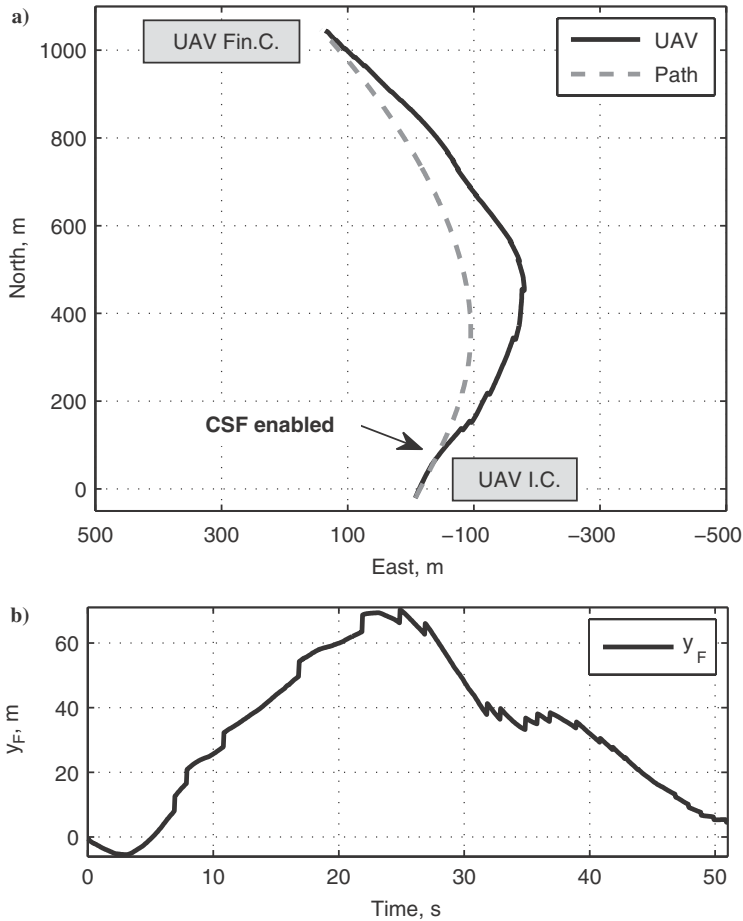 a)
UAV Fin.C.
UAV
Path
1000
800
600
400
200
0
North, m
CSF enabled
UAV I.C.
500 300 100 −100 −300 −500
East, m
b)
y_F
60
40
20
0
y_F, m
0 10 20 30 40 50
Time, s